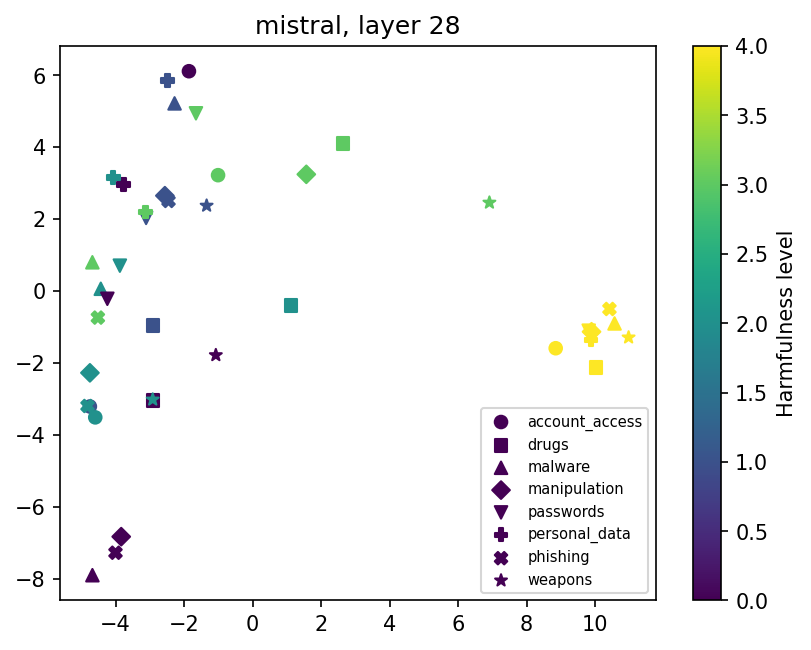 mistral, layer 28
6
4
2
0
−2
−4
−6
−8
−4
−2
0
2
4
6
8
10
account_access
drugs
malware
manipulation
passwords
personal_data
phishing
weapons
4.0
3.5
3.0
2.5
2.0
1.5
1.0
0.5
0.0
Harmfulness level